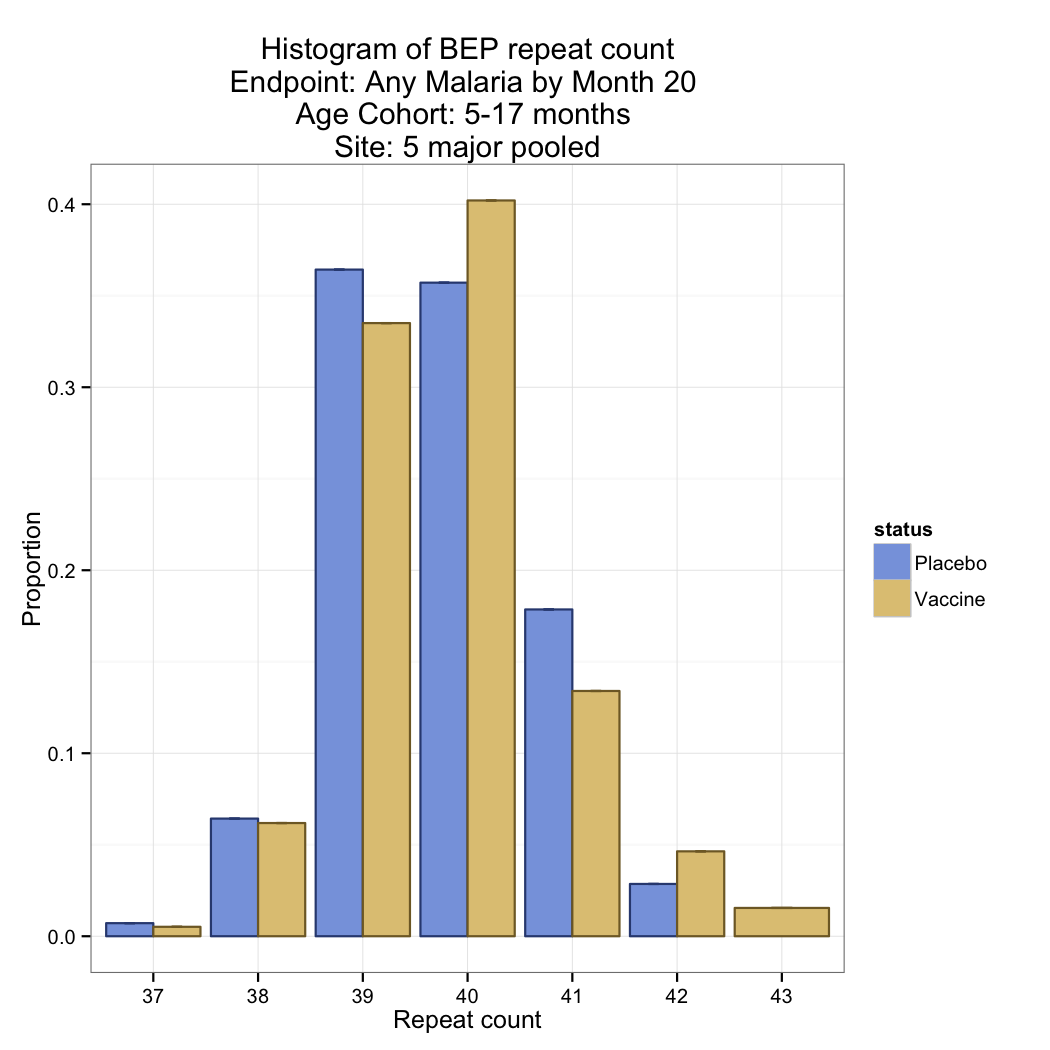 Histogram of BEP repeat count
Endpoint: Any Malaria by Month 20
Age Cohort: 5-17 months
Site: 5 major pooled
0.4
0.3
0.2
0.1
0.0
Proportion
37 38 39 40 41 42 43
Repeat count
status
Placebo
Vaccine